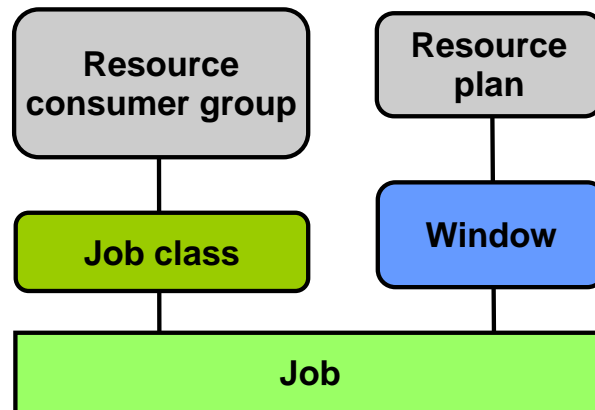 Resource
consumer group
Resource
plan
Job class
Window
Job